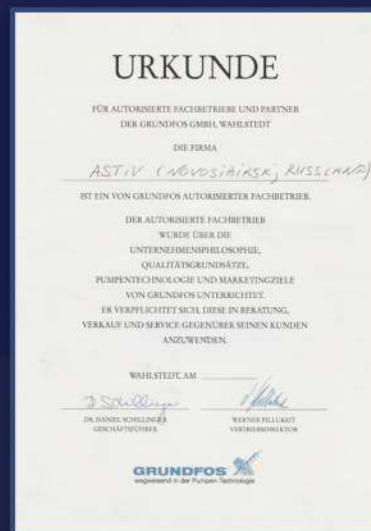 URKUNDE
FÜR AUTORISIERTE FACHBETRIEBE UND PARTNER
DER GRUNDFOS GMBH, WAHLSTEDT
DIE FIRMA
ASTIV (NOVOSIBIRSK, RUSSLAND)
IST EIN VON GRUNDFOS AUTORISIERTER FACHBETRIEB.
DER AUTORISIERTE FACHBETRIEB
WURDE ÜBER DIE
UNTERNEHMENSPHILOSOPHIE,
QUALITÄTSGRUNDSÄTZE,
PUMPENTECHNOLOGIE UND MARKETINGZIELE
VON GRUNDFOS UNTERRICHTET.
ER VERPFLICHTET SICH, DIESE IN BERATUNG,
VERKAUF UND SERVICE GEGENÜBER SEINEN KUNDEN
ANZUWENDEN.
WAHLSTEDT, AM
D Schillinger
DR. DANIEL SCHILLINGER WERNER FILLUKEIT
GESCHÄFTSFÜHRER VERTRIEBSDIREKTOR
GRUNDFOS
wegweisend in der Pumpen-Technologie